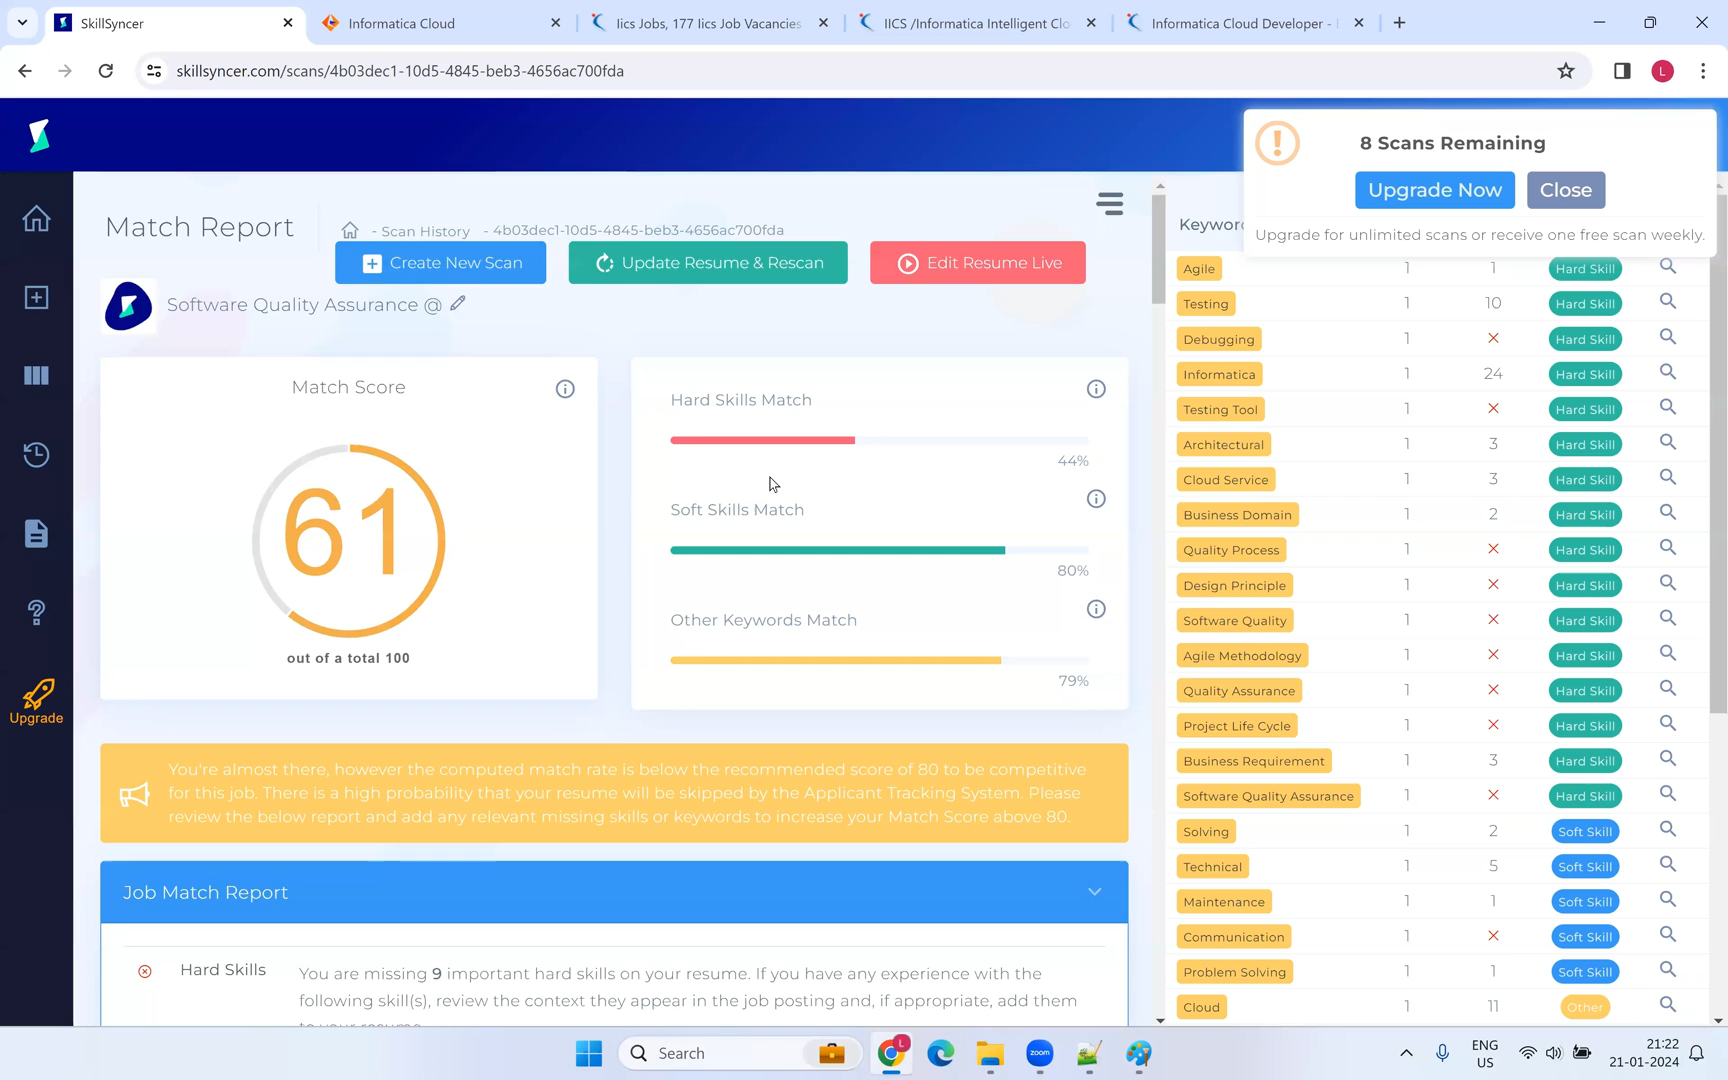 SkillSyncer
Informatica Cloud
Iics Jobs, 177 Iics Job Vacancies
IICS /Informatica Intelligent Clo
Informatica Cloud Developer -
skillsyncer.com/scans/4b03dec1-10d5-4845-beb3-4656ac700fda
L
8 Scans Remaining
Upgrade Now
Close
Upgrade for unlimited scans or receive one free scan weekly.
Match Report
- Scan History - 4b03dec1-10d5-4845-beb3-4656ac700fda
Create New Scan
Update Resume & Rescan
Edit Resume Live
Software Quality Assurance @
Match Score
61
out of a total 100
Hard Skills Match
44%
Soft Skills Match
80%
Other Keywords Match
79%
You're almost there, however the computed match rate is below the recommended score of 80 to be competitive
for this job. There is a high probability that your resume will be skipped by the Applicant Tracking System. Please
review the below report and add any relevant missing skills or keywords to increase your Match Score above 80.
Job Match Report
Hard Skills
You are missing 9 important hard skills on your resume. If you have any experience with the
following skill(s), review the context they appear in the job posting and, if appropriate, add them
to your resume
Upgrade
Keywor
Agile 1 1 Hard Skill
Testing 1 10 Hard Skill
Debugging 1 × Hard Skill
Informatica 1 24 Hard Skill
Testing Tool 1 × Hard Skill
Architectural 1 3 Hard Skill
Cloud Service 1 3 Hard Skill
Business Domain 1 2 Hard Skill
Quality Process 1 × Hard Skill
Design Principle 1 × Hard Skill
Software Quality 1 × Hard Skill
Agile Methodology 1 × Hard Skill
Quality Assurance 1 × Hard Skill
Project Life Cycle 1 × Hard Skill
Business Requirement 1 3 Hard Skill
Software Quality Assurance 1 × Hard Skill
Solving 1 2 Soft Skill
Technical 1 5 Soft Skill
Maintenance 1 1 Soft Skill
Communication 1 × Soft Skill
Problem Solving 1 1 Soft Skill
Cloud 1 11 Other
Search
L
zoom
ENG
US
21:22
21-01-2024